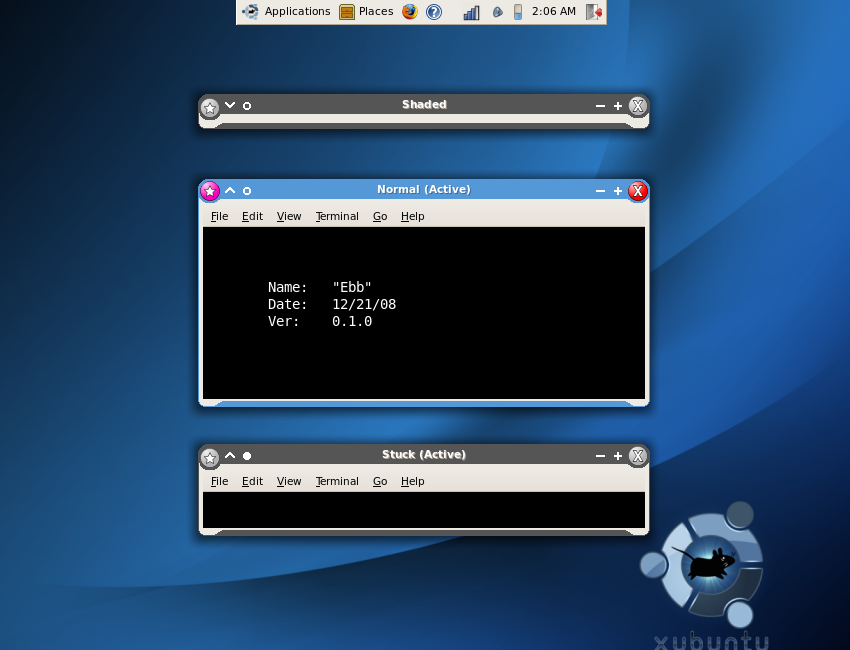 Applications Places 2:06 AM
Shaded
Normal (Active)
File Edit View Terminal Go Help
Name: "Ebb"
Date: 12/21/08
Ver: 0.1.0
Stuck (Active)
File Edit View Terminal Go Help
xubuntu